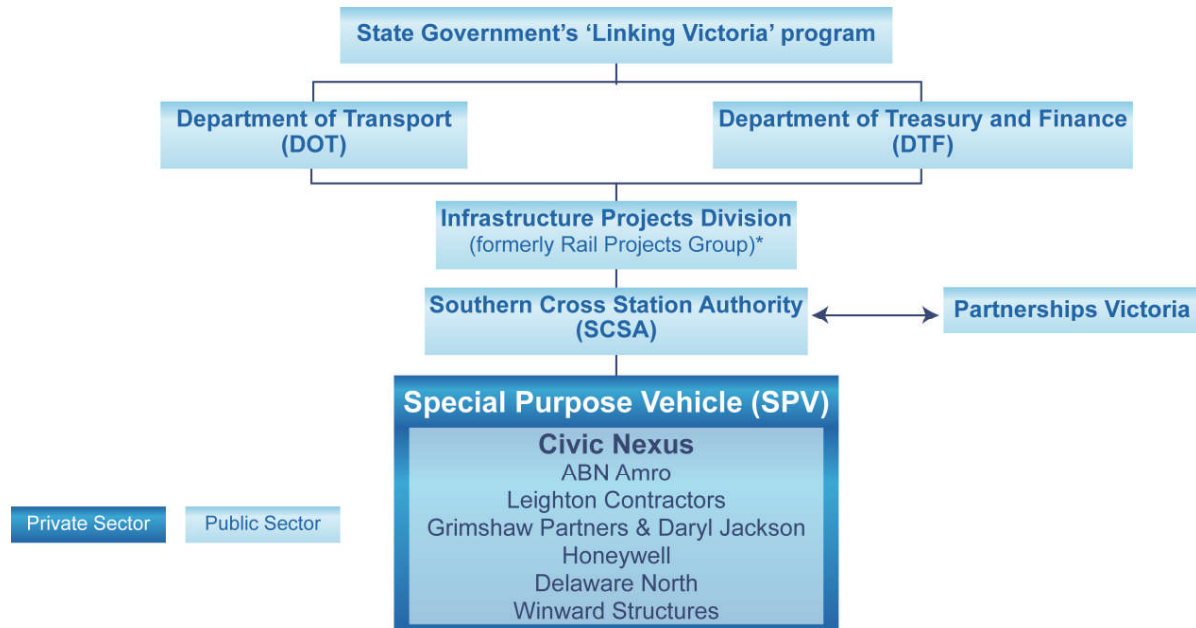 State Government’s ‘Linking Victoria’ program
Department of Transport
(DOT)
Department of Treasury and Finance
(DTF)
Infrastructure Projects Division
(formerly Rail Projects Group)*
Southern Cross Station Authority
(SCSA)
Partnerships Victoria
Special Purpose Vehicle (SPV)
Civic Nexus
ABN Amro
Leighton Contractors
Grimshaw Partners & Daryl Jackson
Honeywell
Delaware North
Winward Structures
Private Sector
Public Sector